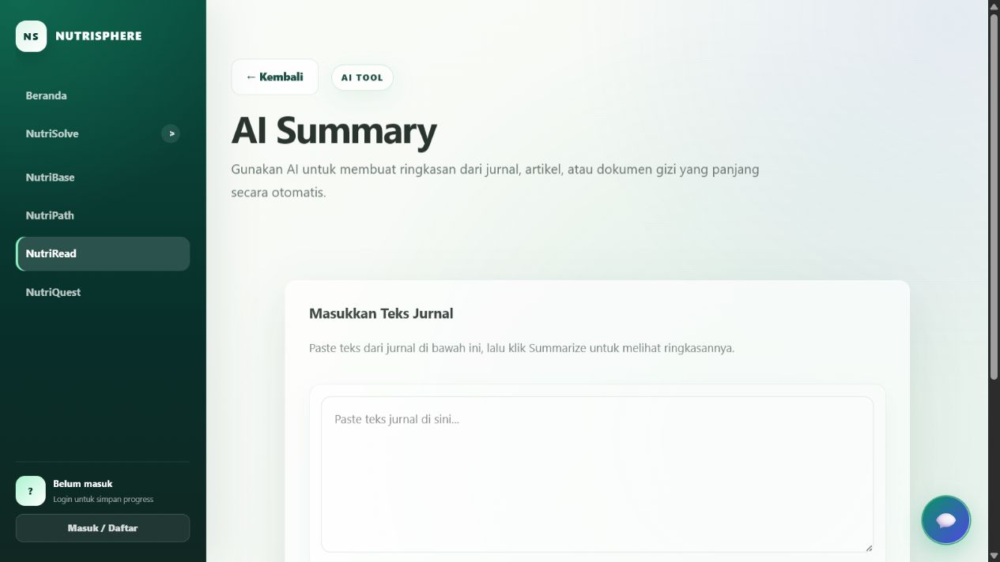 NS NUTRISPHERE
Beranda
NutriSolve >
NutriBase
NutriPath
NutriRead
NutriQuest
? Belum masuk
Login untuk simpan progress
Masuk / Daftar
← Kembali AI TOOL
AI Summary
Gunakan AI untuk membuat ringkasan dari jurnal, artikel, atau dokumen gizi yang panjang
secara otomatis.
Masukkan Teks Jurnal
Paste teks dari jurnal di bawah ini, lalu klik Summarize untuk melihat ringkasannya.
Paste teks jurnal di sini...